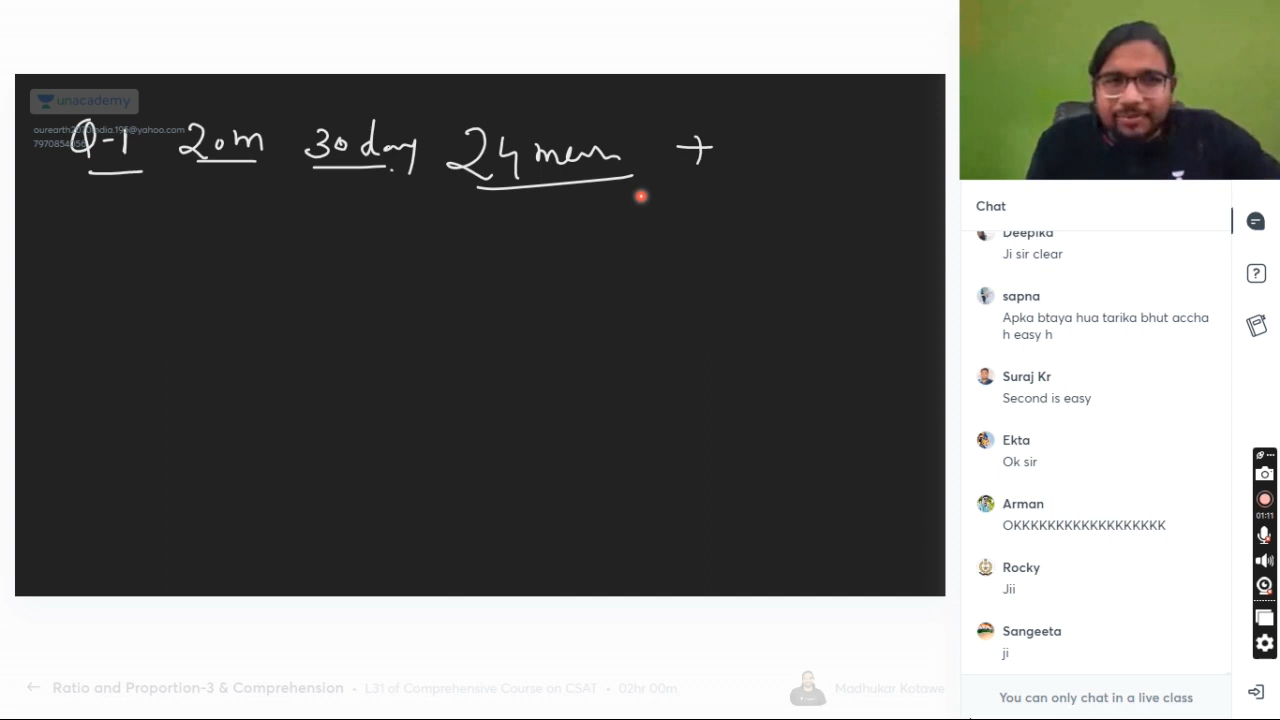 unacademy
Q-1 20m 30 day 24 men +
Chat
Deepika
Ji sir clear
sapna
Apka btaya hua tarika bhut accha
h easy h
Suraj Kr
Second is easy
Ekta
Ok sir
Arman
OKKKKKKKKKKKKKKKKKK
Rocky
Jii
Sangeeta
ji
You can only chat in a live class
01:11
← Ratio and Proportion-3 & Comprehension • L31 of Comprehensive Course on CSAT • 02hr 00m
Madhukar Kotawe